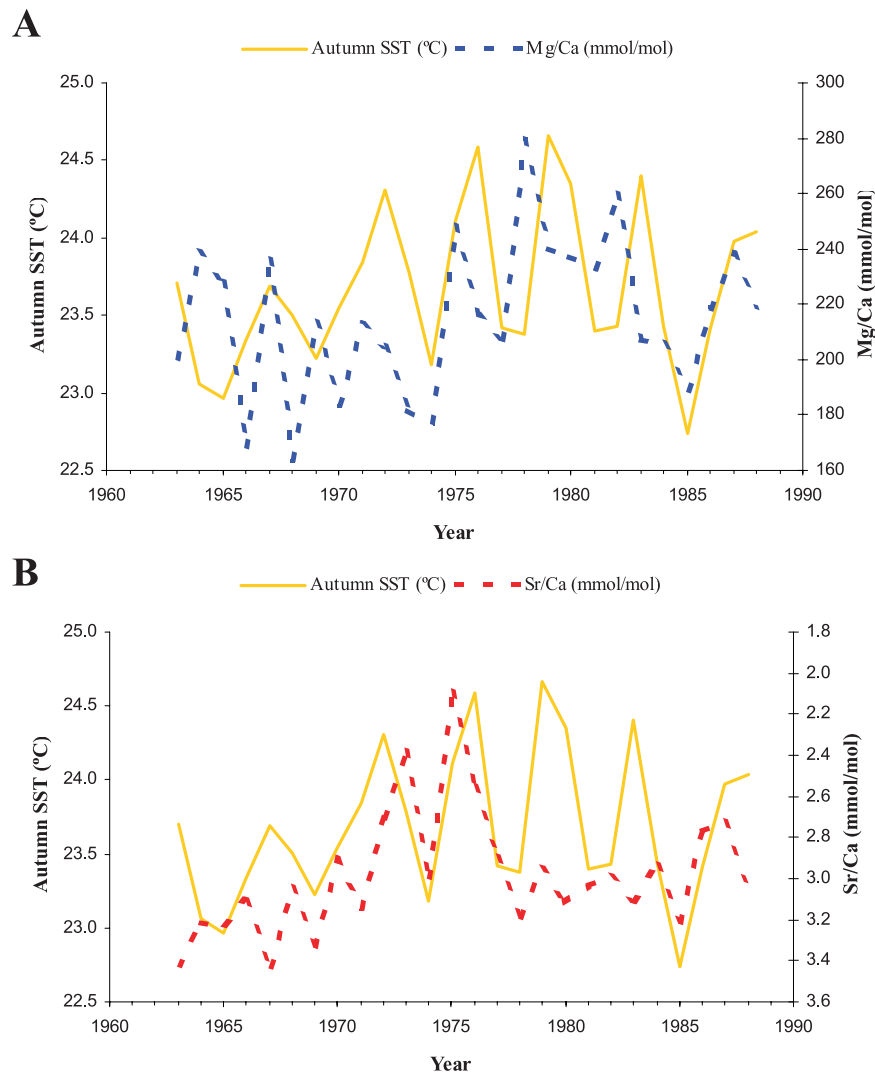 A
Autumn SST (ºC) Mg/Ca (mmol/mol)
25.0 300
280
24.5
260
24.0 240
220
23.5
200
23.0
180
22.5 160
1960 1965 1970 1975 1980 1985 1990
Autumn SST (ºC)
Mg/Ca (mmol/mol)
Year
B
Autumn SST (ºC) Sr/Ca (mmol/mol)
25.0 1.8
2.0
24.5 2.2
2.4
24.0
2.6
2.8
23.5
3.0
23.0 3.2
3.4
22.5 3.6
1960 1965 1970 1975 1980 1985 1990
Autumn SST (ºC)
Sr/Ca (mmol/mol)
Year